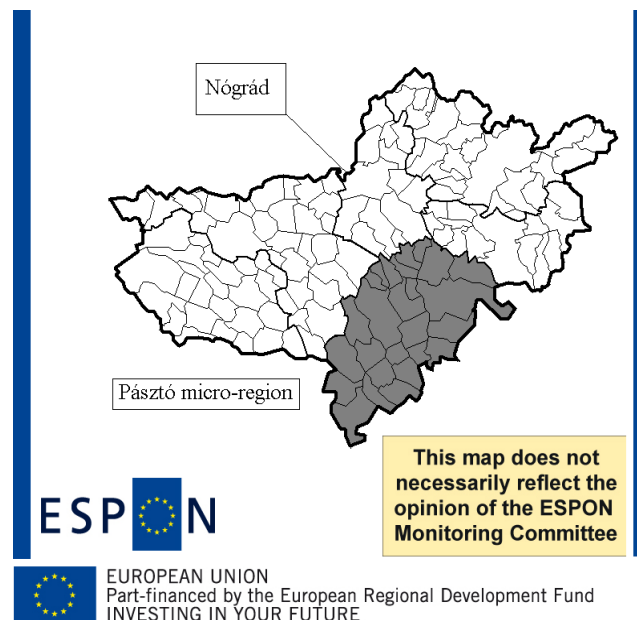 Nógrád
Pásztó micro-region
This map does not
necessarily reflect the
opinion of the ESPON
Monitoring Committee
ESPON
EUROPEAN UNION
Part-financed by the European Regional Development Fund
INVESTING IN YOUR FUTURE